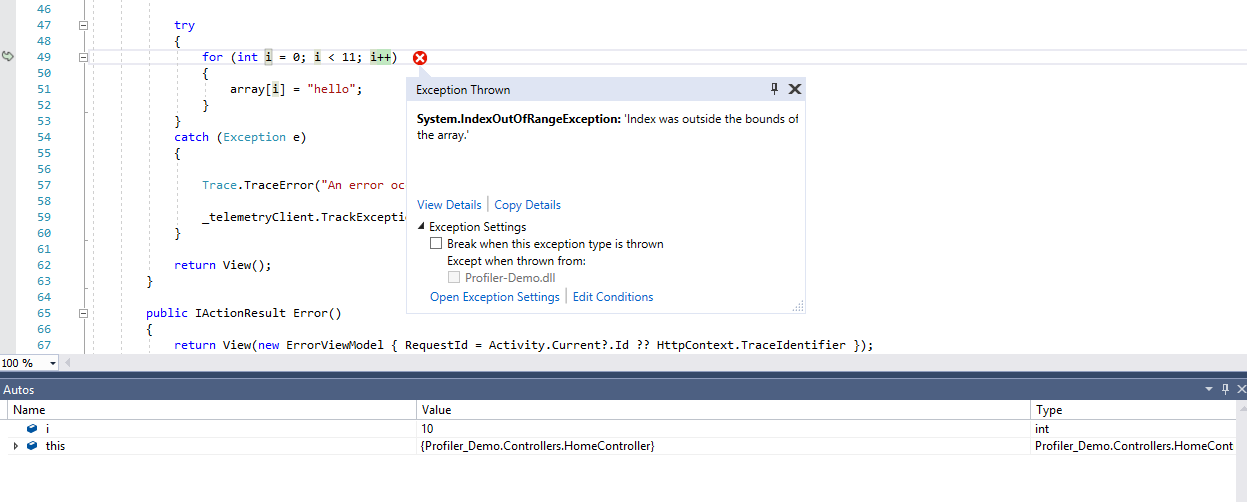 46
47 try
48 {
49 for (int i = 0; i < 11; i++)
50 {
51 array[i] = "hello";
52 }
53 }
54 catch (Exception e)
55 {
56
57 Trace.TraceError("An error oc
58
59 _telemetryClient.TrackExceptio
60 }
61
62 return View();
63 }
64
65 public IActionResult Error()
66 {
67 return View(new ErrorViewModel { RequestId = Activity.Current?.Id ?? HttpContext.TraceIdentifier });
Exception Thrown
System.IndexOutOfRangeException: 'Index was outside the bounds of
the array.'
View Details | Copy Details
Exception Settings
Break when this exception type is thrown
Except when thrown from:
Profiler-Demo.dll
Open Exception Settings | Edit Conditions
100 %
Autos
Name Value Type
i 10 int
this {Profiler_Demo.Controllers.HomeController} Profiler_Demo.Controllers.HomeCont